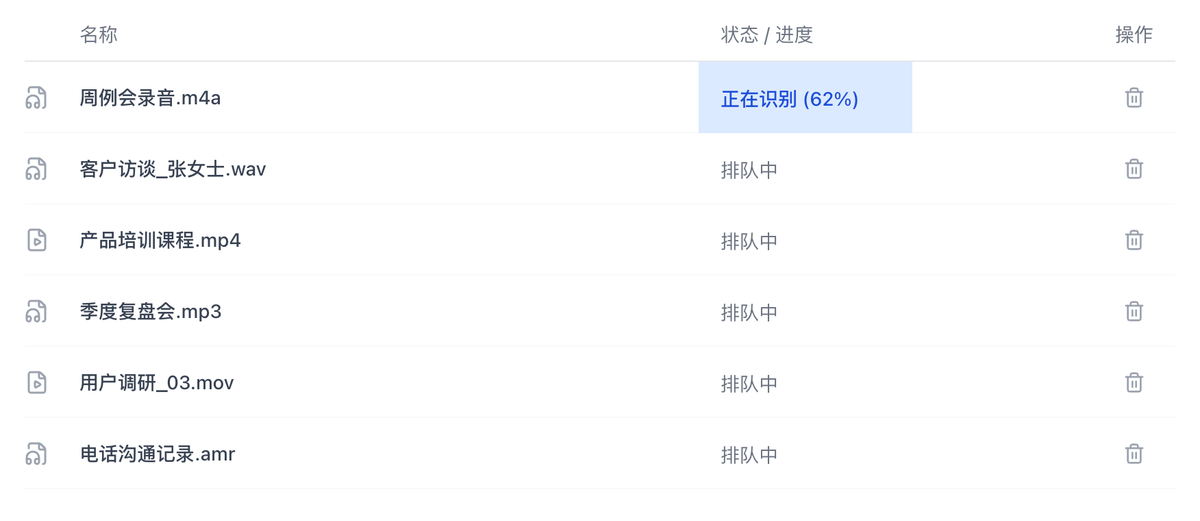 名称 状态 / 进度 操作
周例会录音.m4a 正在识别 (62%)
客户访谈_张女士.wav 排队中
产品培训课程.mp4 排队中
季度复盘会.mp3 排队中
用户调研_03.mov 排队中
电话沟通记录.amr 排队中